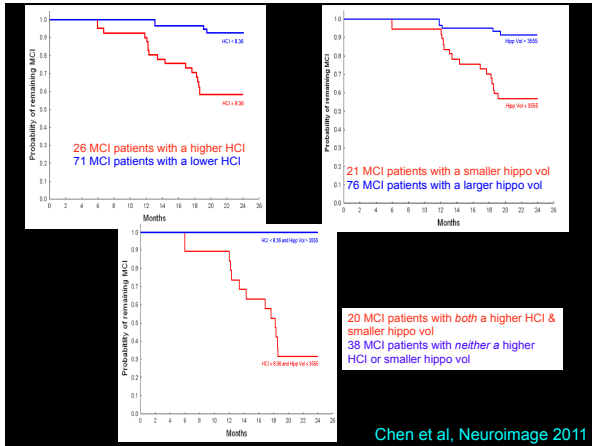 Probability of remaining MCI
1.0
0.9
0.8
0.7
0.6
0.5
0.4
0.3
0.2
0.1
0.0
HCI < 8.36
HCI > 8.36
26 MCI patients with a higher HCI
71 MCI patients with a lower HCI
0 2 4 6 8 10 12 14 16 18 20 22 24 26
Months
Probability of remaining MCI
1.0
0.9
0.8
0.7
0.6
0.5
0.4
0.3
0.2
0.1
0.0
Hipp Vol > 3555
Hipp Vol < 3555
21 MCI patients with a smaller hippo vol
76 MCI patients with a larger hippo vol
0 2 4 6 8 10 12 14 16 18 20 22 24 26
Months
Probabtility of remaining MCI
1.0
0.9
0.8
0.7
0.6
0.5
0.4
0.3
0.2
0.1
0.0
HCI < 8.36 and Hipp Vol > 3555
HCI > 8.36 and Hipp Vol < 3555
0 2 4 6 8 10 12 14 16 18 20 22 24 26
Months
20 MCI patients with both a higher HCI &
smaller hippo vol
38 MCI patients with neither a higher
HCI or smaller hippo vol
Chen et al, Neuroimage 2011